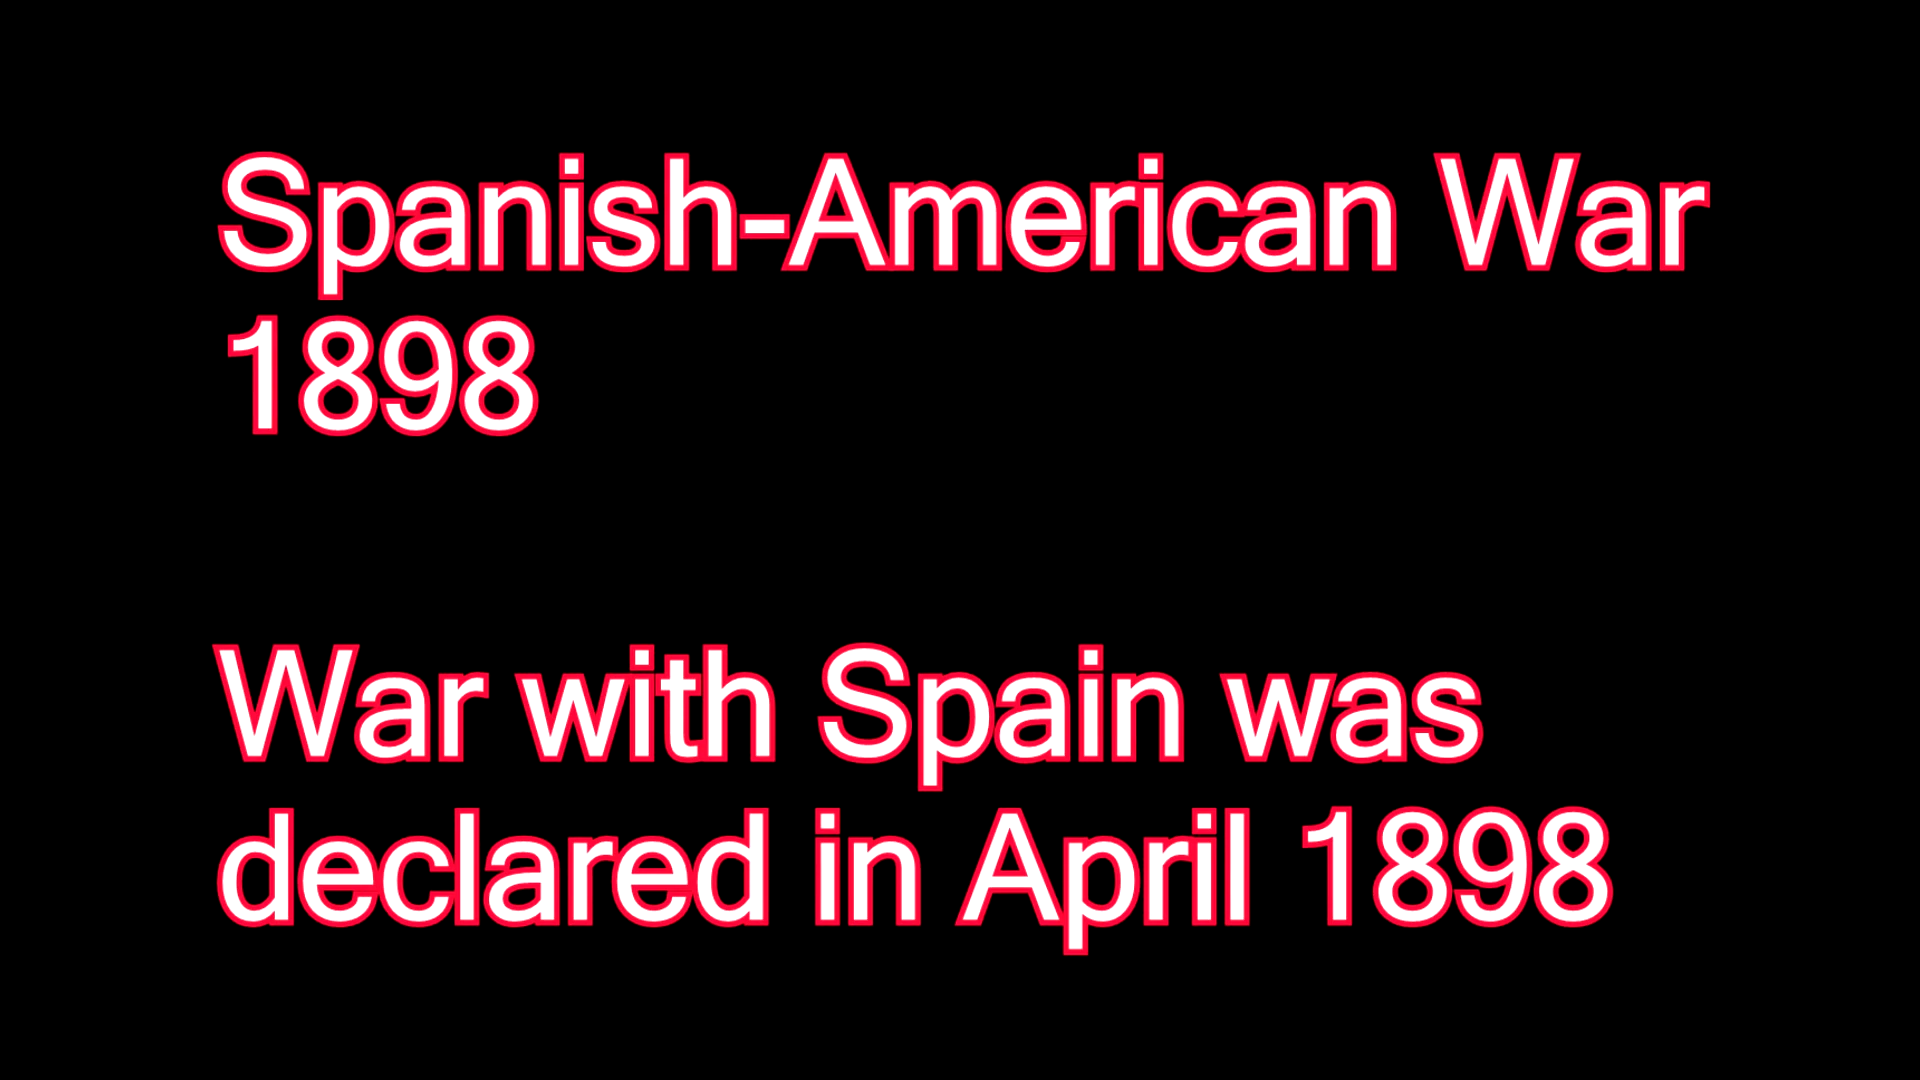 Spanish-American War
1898
War with Spain was
declared in April 1898